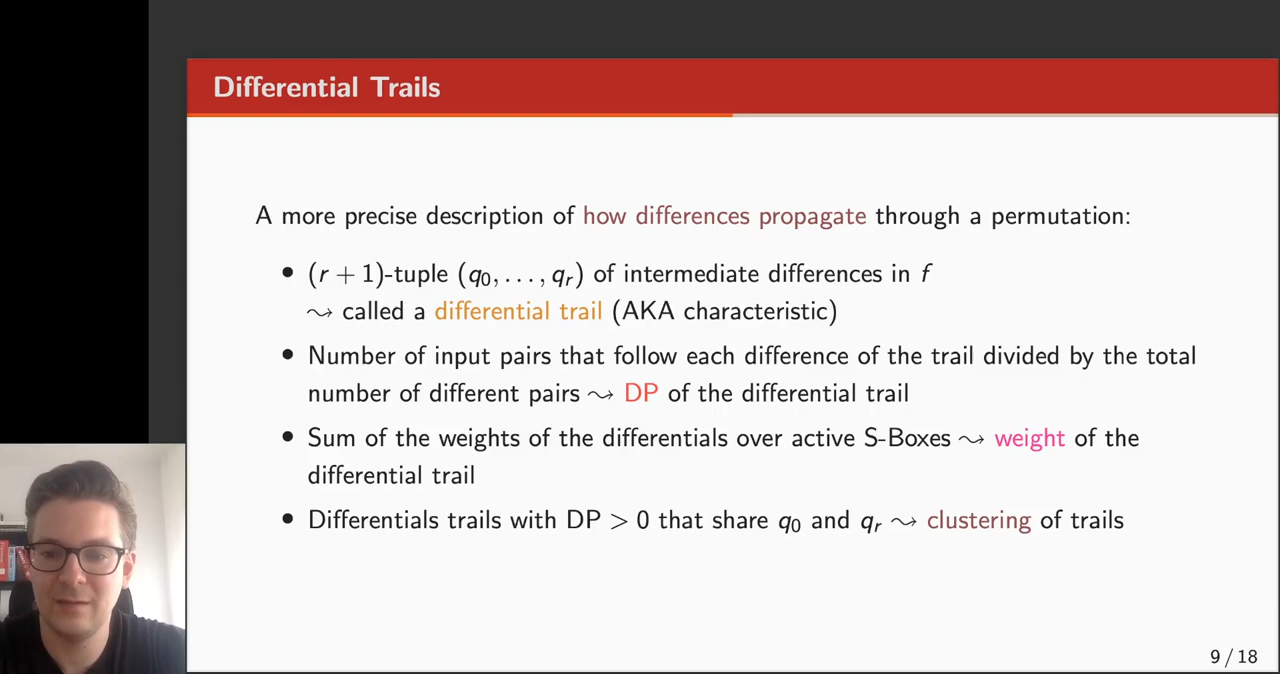 Differential Trails
A more precise description of how differences propagate through a permutation:
• (r + 1)-tuple (q₀, . . . , qᵣ) of intermediate differences in f
⇝ called a differential trail (AKA characteristic)
• Number of input pairs that follow each difference of the trail divided by the total
number of different pairs ⇝ DP of the differential trail
• Sum of the weights of the differentials over active S-Boxes ⇝ weight of the
differential trail
• Differentials trails with DP > 0 that share q₀ and qᵣ ⇝ clustering of trails
9 / 18